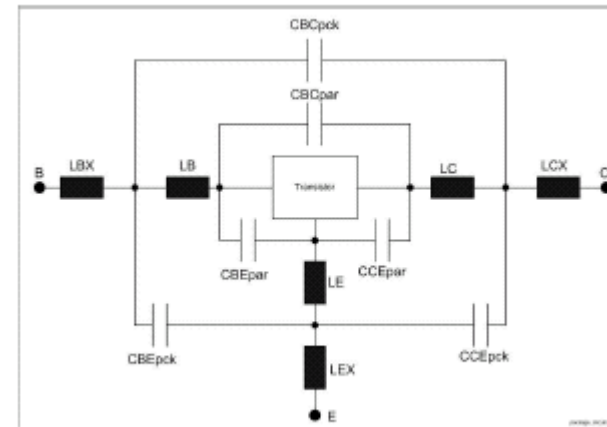 CBCpck
CBCpar
B
LBX
LB
Transistor
LC
LCX
C
CBEpar
CCEpar
LE
CBEpck
CCEpck
LEX
E